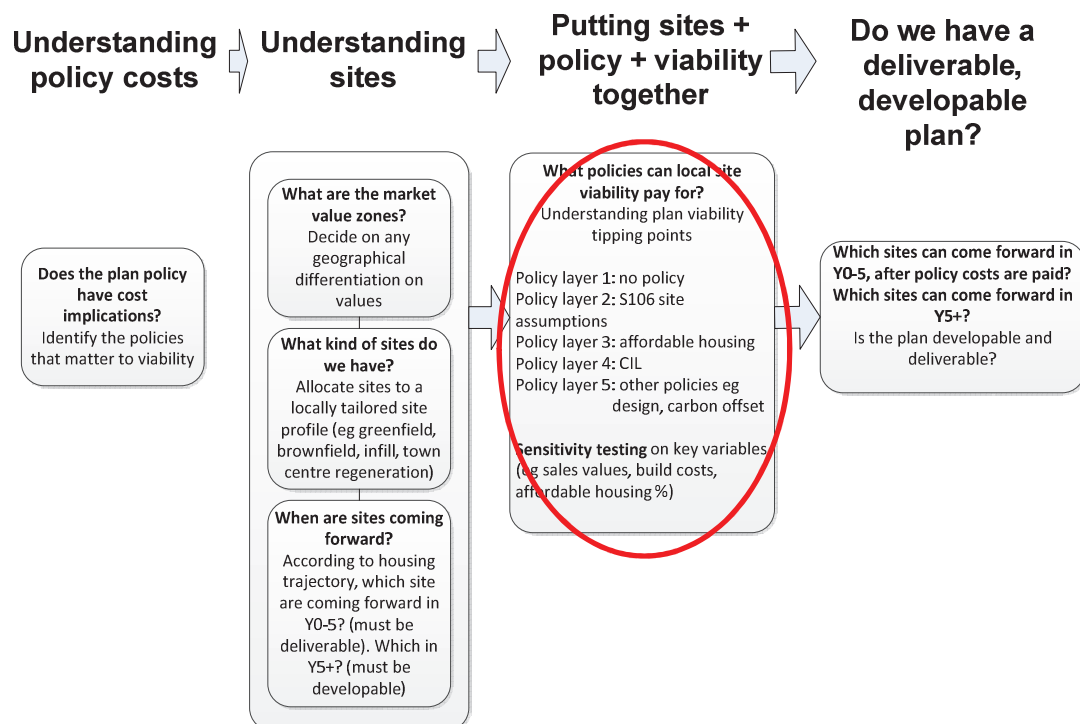 Understanding
policy costs
Understanding
sites
Putting sites +
policy + viability
together
Do we have a
deliverable,
developable
plan?
Does the plan policy
have cost
implications?
Identify the policies
that matter to viability
What are the market
value zones?
Decide on any
geographical
differentiation on
values
What kind of sites do
we have?
Allocate sites to a
locally tailored site
profile (eg greenfield,
brownfield, infill, town
centre regeneration)
When are sites coming
forward?
According to housing
trajectory, which site
are coming forward in
Y0-5? (must be
deliverable). Which in
Y5+? (must be
developable)
What policies can local site
viability pay for?
Understanding plan viability
tipping points
Policy layer 1: no policy
Policy layer 2: S106 site
assumptions
Policy layer 3: affordable housing
Policy layer 4: CIL
Policy layer 5: other policies eg
design, carbon offset
Sensitivity testing on key variables
(eg sales values, build costs,
affordable housing %)
Which sites can come forward in
Y0-5, after policy costs are paid?
Which sites can come forward in
Y5+?
Is the plan developable and
deliverable?